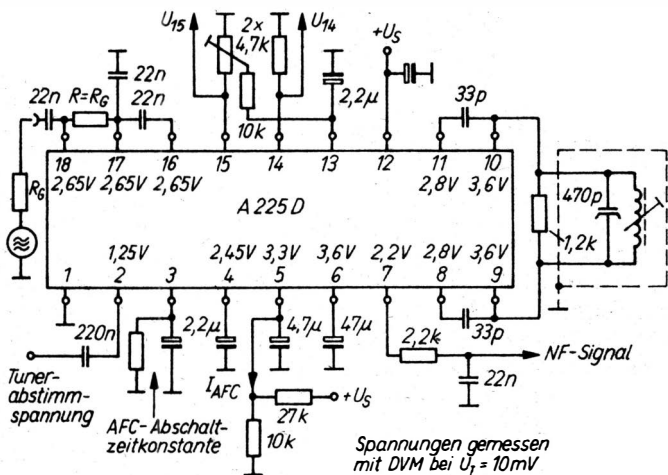 U15
2×
4,7k
U14
+US
22n
2,2µ
22n
R=RG
22n
10k
33p
18
17
16
15
14
13
12
11
10
2,65V
2,65V
2,65V
2,8V
3,6V
RG
A 225 D
470p
1,2k
1,25V
2,45V
3,3V
3,6V
2,2V
2,8V
3,6V
1
2
3
4
5
6
7
8
9
220n
2,2µ
4,7µ
47µ
2,2k
33p
NF-Signal
22n
Tuner-
abstimm-
spannung
IAFC
27k
+US
AFC-Abschalt-
zeitkonstante
10k
Spannungen gemessen
mit DVM bei UT = 10mV